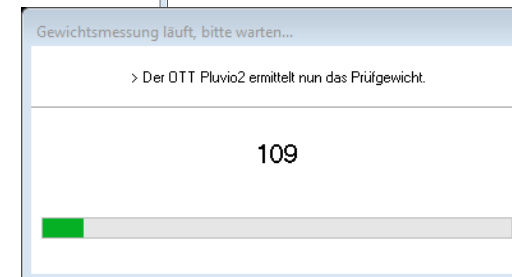 Gewichtsmessung läuft, bitte warten...
> Der OTT Pluvio2 ermittelt nun das Prüfgewicht.
109